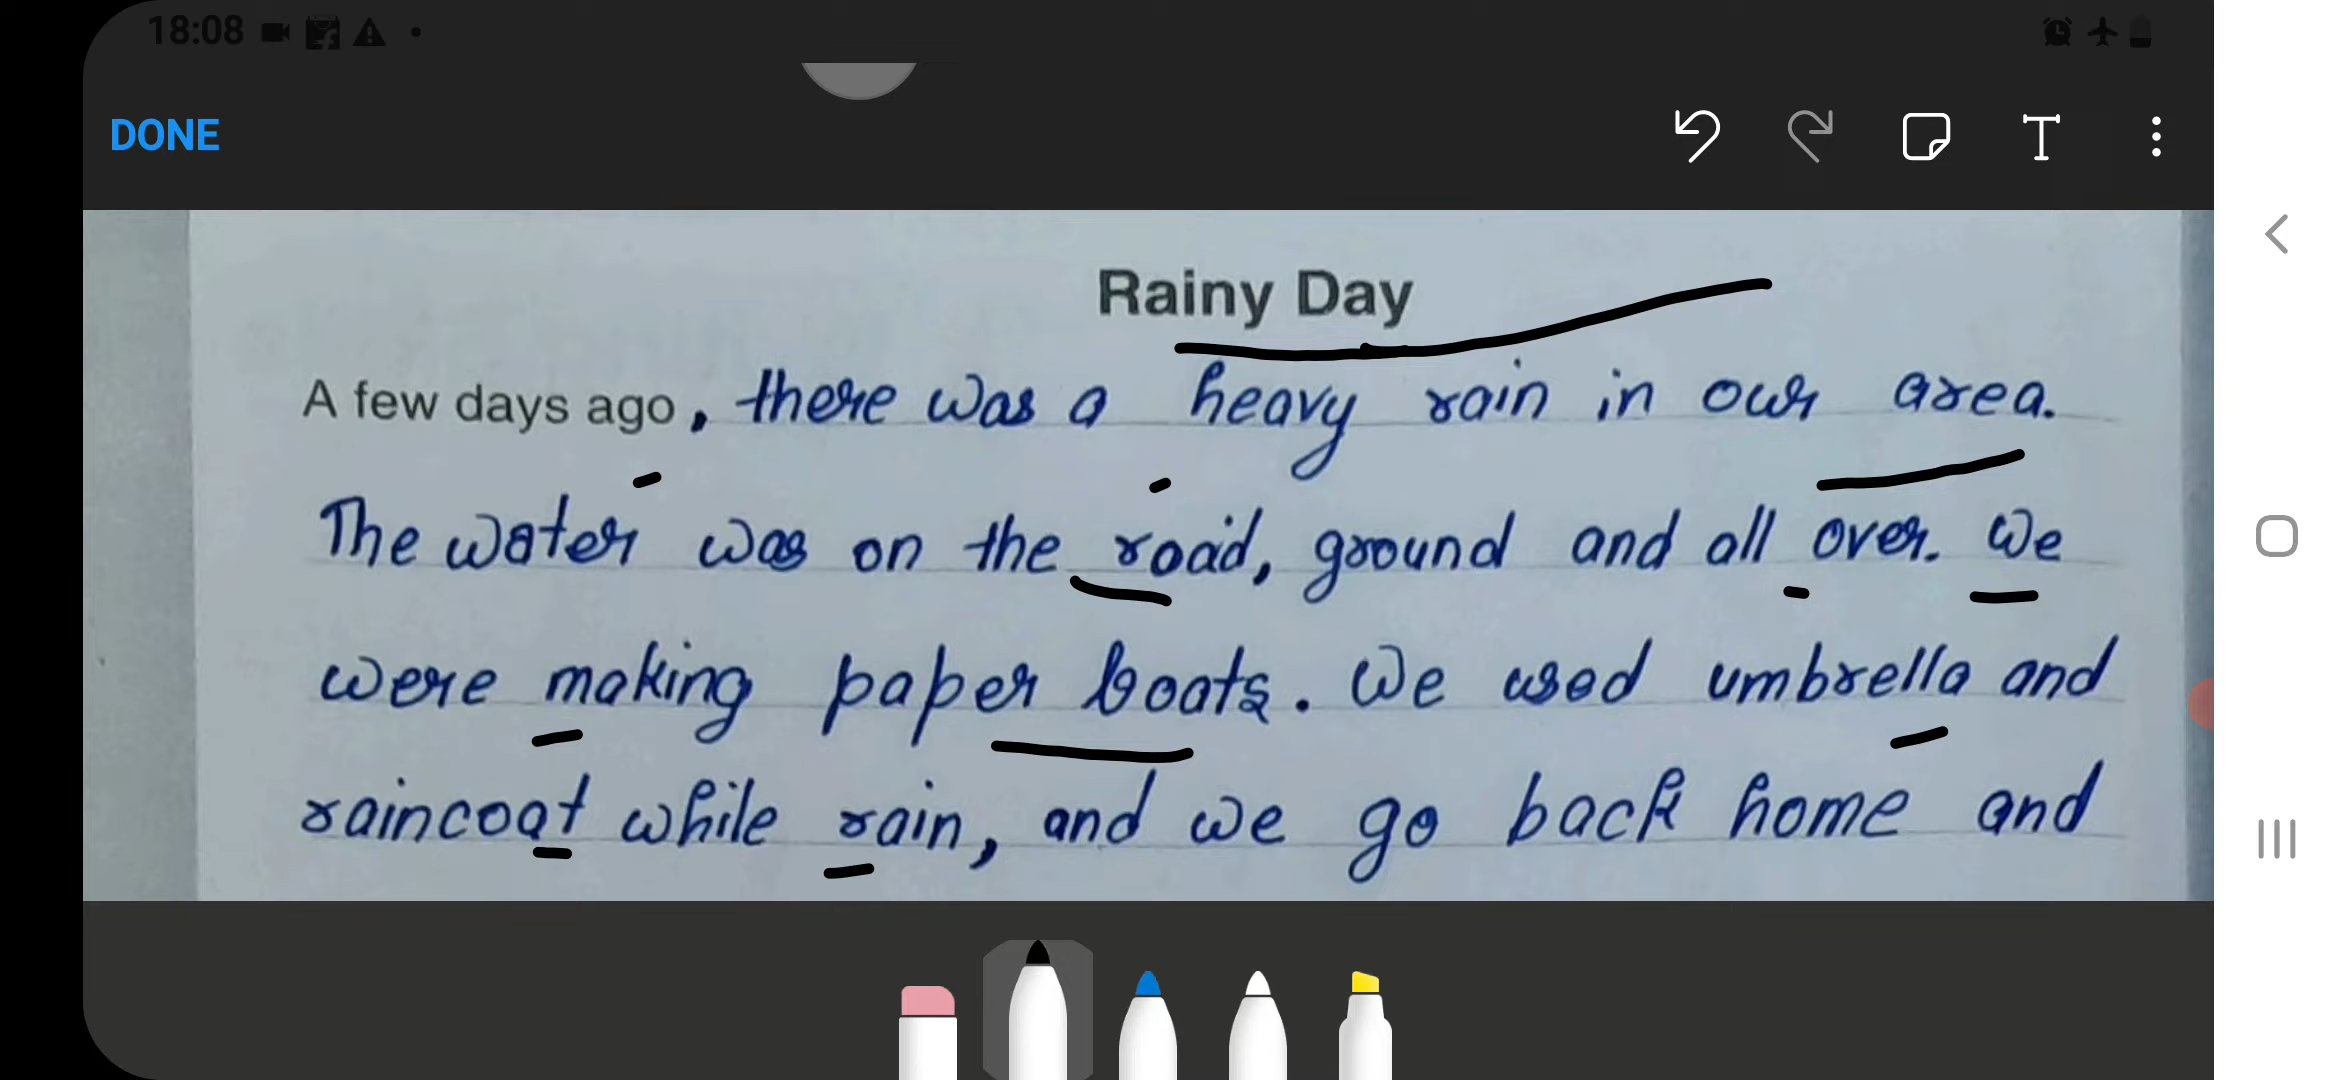 18:08
DONE
T
Rainy Day
A few days ago, there was a heavy rain in our area.
The water was on the road, ground and all over. We
were making paper boats. We used umbrella and
raincoat while rain, and we go back home and